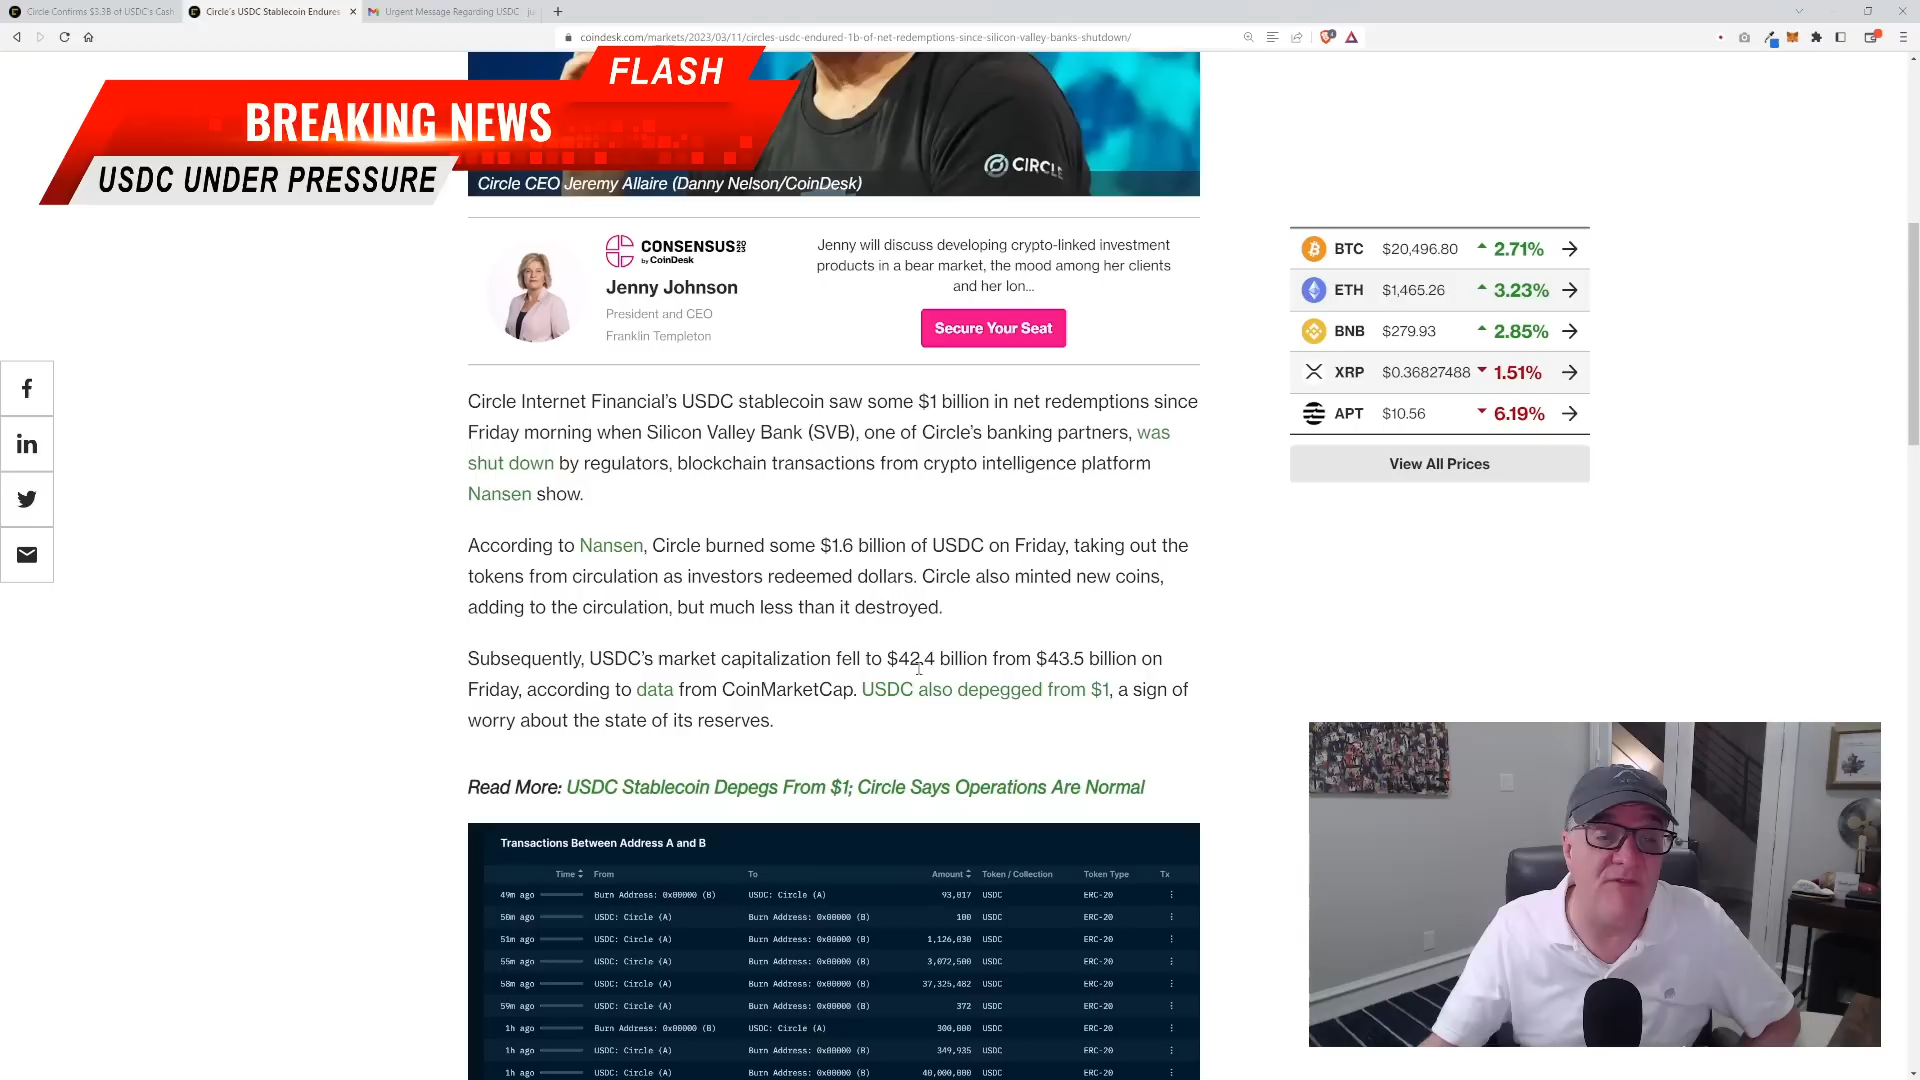 Circle Confirms $3.3B of USDC's Cash
Circle's USDC Stablecoin Endures
Urgent Message Regarding USDC
coindesk.com/markets/2023/03/11/circles-usdc-endured-1b-of-net-redemptions-since-silicon-valley-banks-shutdown/
FLASH
BREAKING NEWS
USDC UNDER PRESSURE
CIRCLE
Circle CEO Jeremy Allaire (Danny Nelson/CoinDesk)
CONSENSUS 2023
by CoinDesk
Jenny Johnson
President and CEO
Franklin Templeton
Jenny will discuss developing crypto-linked investment
products in a bear market, the mood among her clients
and her lon...
Secure Your Seat
BTC $20,496.80 2.71%
ETH $1,465.26 3.23%
BNB $279.93 2.85%
XRP $0.36827488 1.51%
APT $10.56 6.19%
View All Prices
Circle Internet Financial's USDC stablecoin saw some $1 billion in net redemptions since
Friday morning when Silicon Valley Bank (SVB), one of Circle's banking partners, was
shut down by regulators, blockchain transactions from crypto intelligence platform
Nansen show.
According to Nansen, Circle burned some $1.6 billion of USDC on Friday, taking out the
tokens from circulation as investors redeemed dollars. Circle also minted new coins,
adding to the circulation, but much less than it destroyed.
Subsequently, USDC's market capitalization fell to $42.4 billion from $43.5 billion on
Friday, according to data from CoinMarketCap. USDC also depegged from $1, a sign of
worry about the state of its reserves.
Read More: USDC Stablecoin Depegs From $1; Circle Says Operations Are Normal
Transactions Between Address A and B
Time From To Amount Token / Collection Token Type Tx
49m ago Burn Address: 0x00000 (B) USDC: Circle (A) 93,017 USDC ERC-20
50m ago USDC: Circle (A) Burn Address: 0x00000 (B) 100 USDC ERC-20
51m ago USDC: Circle (A) Burn Address: 0x00000 (B) 1,126,030 USDC ERC-20
55m ago USDC: Circle (A) Burn Address: 0x00000 (B) 3,072,500 USDC ERC-20
58m ago USDC: Circle (A) Burn Address: 0x00000 (B) 37,325,482 USDC ERC-20
59m ago USDC: Circle (A) Burn Address: 0x00000 (B) 372 USDC ERC-20
1h ago Burn Address: 0x00000 (B) USDC: Circle (A) 300,000 USDC ERC-20
1h ago USDC: Circle (A) Burn Address: 0x00000 (B) 349,935 USDC ERC-20
1h ago USDC: Circle (A) Burn Address: 0x00000 (B) 40,000,000 USDC ERC-20